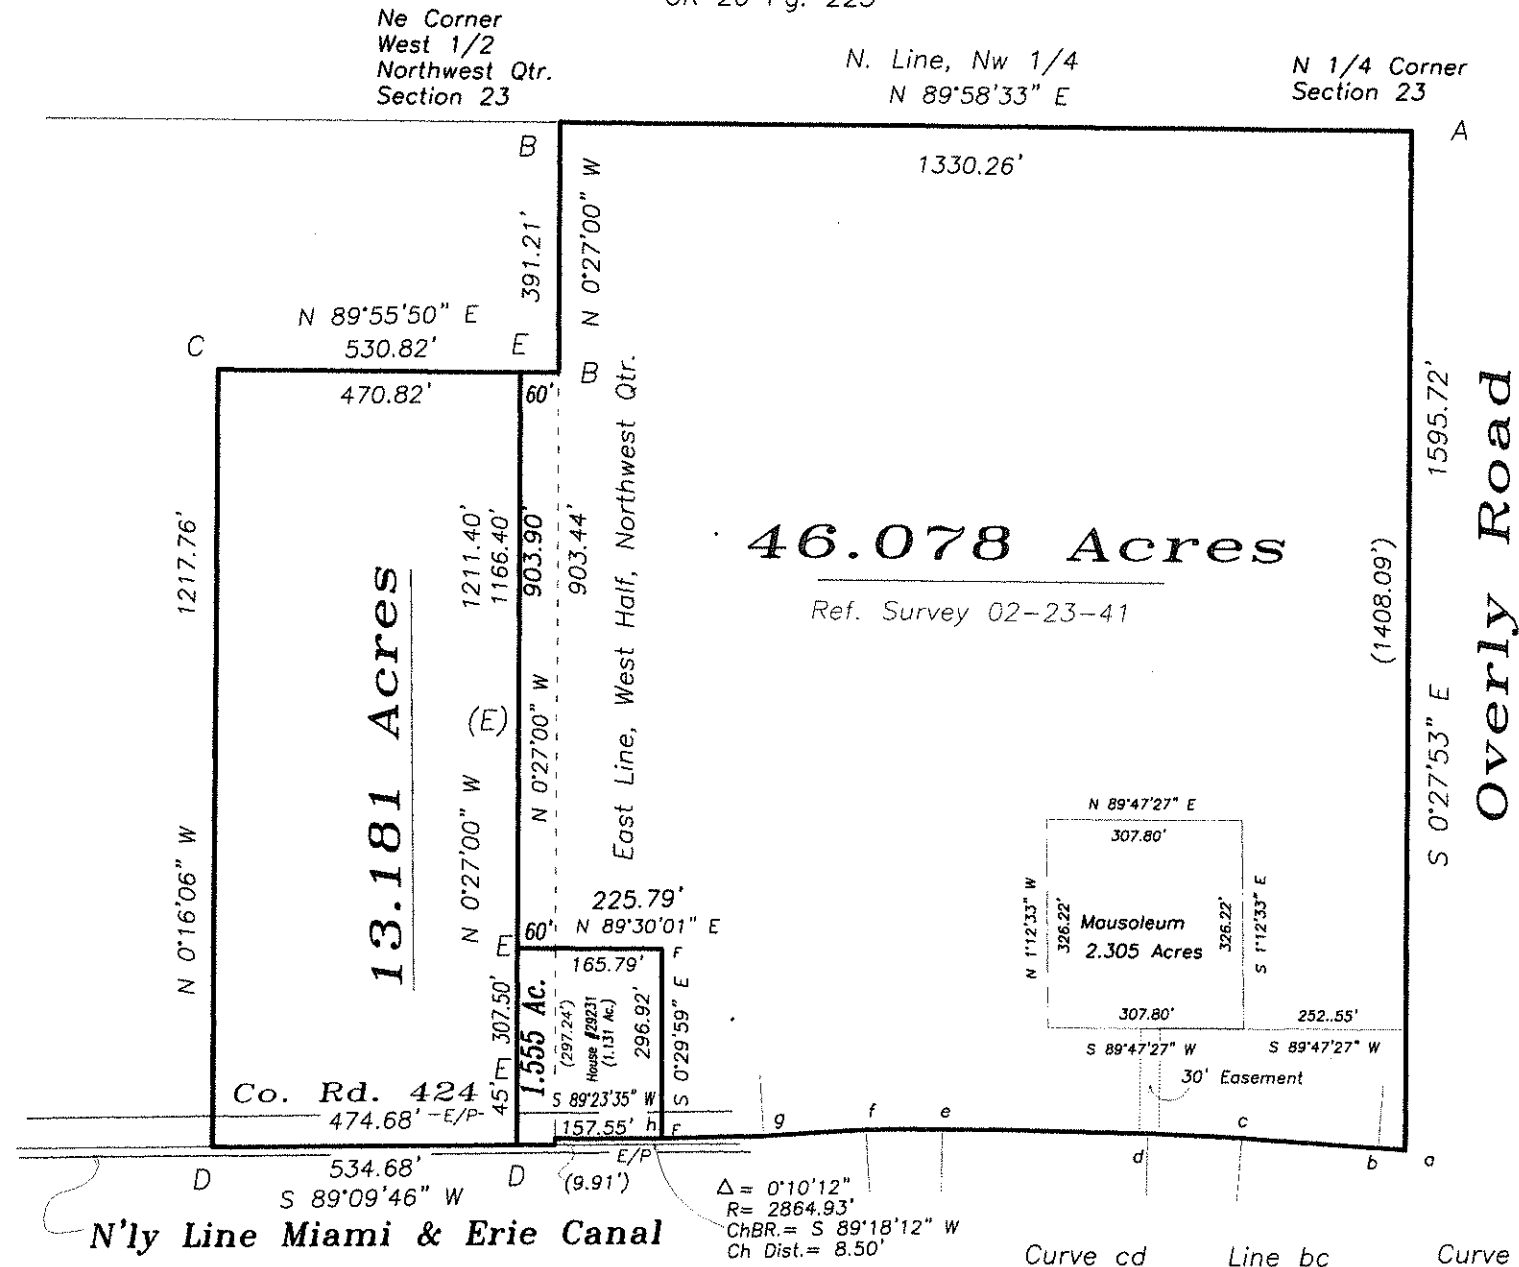 Ne Corner
West 1/2
Northwest Qtr.
Section 23
N. Line, Nw 1/4
N 89°58'33" E
N 1/4 Corner
Section 23
A
B
1330.26'
391.21'
N 0°27'00" W
N 89°55'50" E
530.82'
C
E
B
470.82'
60'
1217.76'
N 0°16'06" W
13.181 Acres
1211.40'
1166.40'
903.90'
903.44'
(E)
N 0°27'00" W
N 0°27'00" W
East Line, West Half, Northwest Qtr.
46.078 Acres
Ref. Survey 02-23-41
1595.72'
(1408.09')
S 0°27'53" E
Overly Road
N 89°47'27" E
307.80'
N 1°12'33" W
326.22'
Mausoleum
2.305 Acres
326.22'
S 1°12'33" E
307.80'
252..55'
S 89°47'27" W
S 89°47'27" W
30' Easement
225.79'
N 89°30'01" E
60'
E
F
165.79'
307.50'
45'
1.555 Ac.
(297.24')
House #29231
(1.131 Ac.)
296.92'
S 0°29'59" E
S 89°23'35" W
157.55'
h
F
Co. Rd. 424
474.68'
E/P
E/P
534.68'
S 89°09'46" W
D
D
(9.91')
g
f
e
d
c
b
a
Δ= 0°10'12"
R= 2864.93'
ChBR.= S 89°18'12" W
Ch Dist.= 8.50'
N'ly Line Miami & Erie Canal
Curve cd
Line bc
Curve